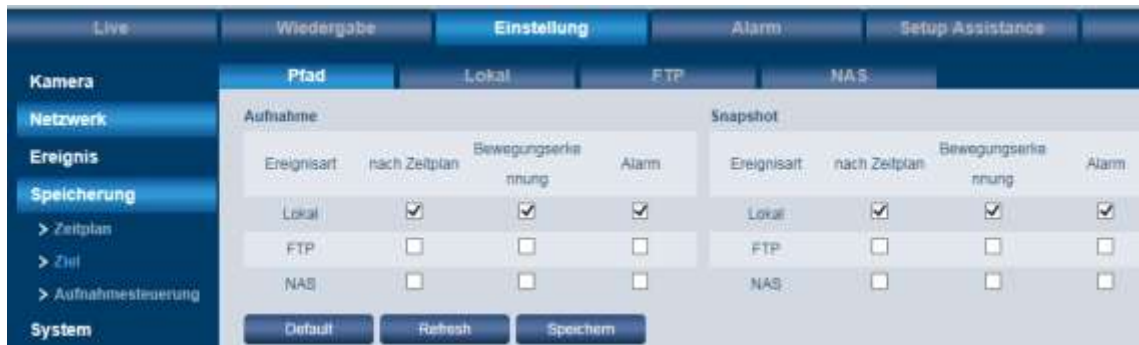 Live Wiedergabe Einstellung Alarm Setup Assistance
Kamera
Netzwerk
Ereignis
Speicherung
> Zeitplan
> Ziel
> Aufnahmesteuerung
System
Pfad Lokal FTP NAS
Aufnahme
Ereignisart nach Zeitplan Bewegungserke
nnung Alarm
Lokal
FTP
NAS
Snapshot
Ereignisart nach Zeitplan Bewegungserke
nnung Alarm
Lokal
FTP
NAS
Default Refresh Speichern